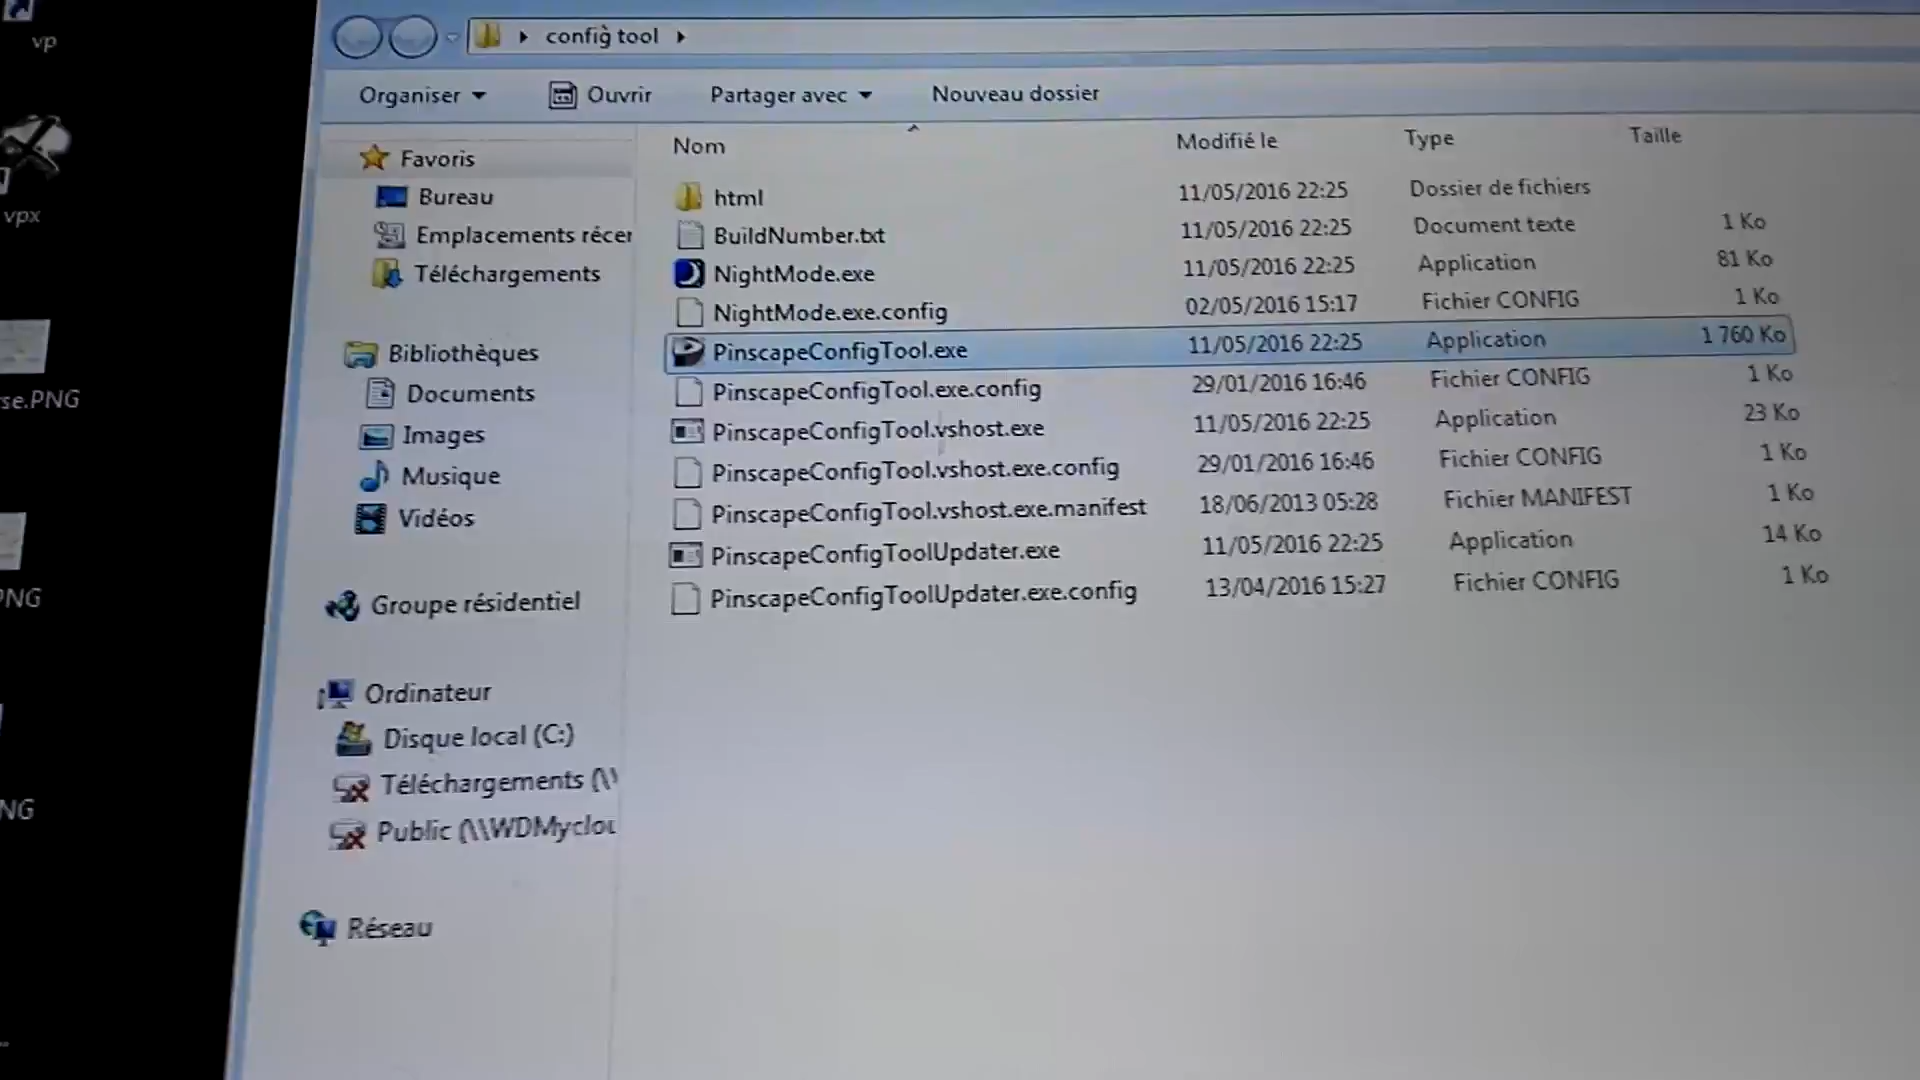 vp
config tool
Organiser
Ouvrir
Partager avec
Nouveau dossier
Nom
Modifié le
Type
Taille
Favoris
Bureau
Emplacements récer
Téléchargements
Bibliothèques
Documents
Images
Musique
Vidéos
Groupe résidentiel
Ordinateur
Disque local (C:)
Téléchargements (\\
Public (\\WDMyclou
Réseau
html 11/05/2016 22:25 Dossier de fichiers
BuildNumber.txt 11/05/2016 22:25 Document texte 1 Ko
NightMode.exe 11/05/2016 22:25 Application 81 Ko
NightMode.exe.config 02/05/2016 15:17 Fichier CONFIG 1 Ko
PinscapeConfigTool.exe 11/05/2016 22:25 Application 1 760 Ko
PinscapeConfigTool.exe.config 29/01/2016 16:46 Fichier CONFIG 1 Ko
PinscapeConfigTool.vshost.exe 11/05/2016 22:25 Application 23 Ko
PinscapeConfigTool.vshost.exe.config 29/01/2016 16:46 Fichier CONFIG 1 Ko
PinscapeConfigTool.vshost.exe.manifest 18/06/2013 05:28 Fichier MANIFEST 1 Ko
PinscapeConfigToolUpdater.exe 11/05/2016 22:25 Application 14 Ko
PinscapeConfigToolUpdater.exe.config 13/04/2016 15:27 Fichier CONFIG 1 Ko
vpx
se.PNG
PNG
NG